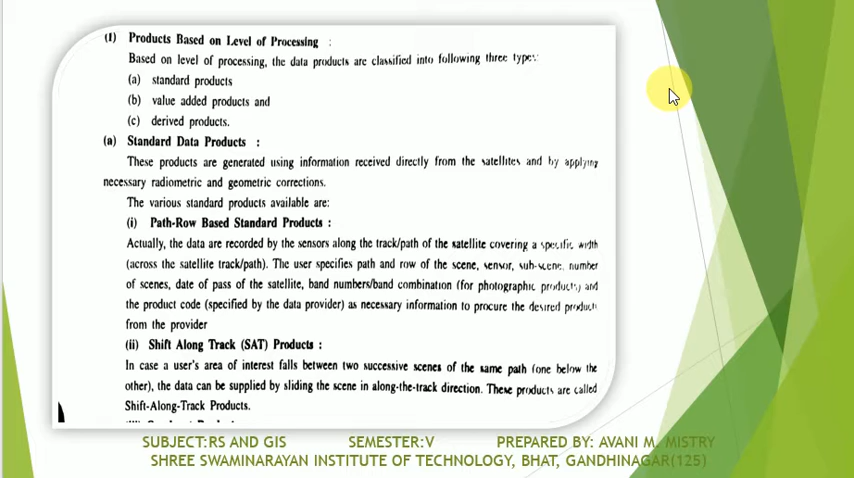 (1) Products Based on Level of Processing :
Based on level of processing, the data products are classified into following three types:
(a) standard products
(b) value added products and
(c) derived products.
(a) Standard Data Products :
These products are generated using information received directly from the satellites and by applying
necessary radiometric and geometric corrections.
The various standard products available are:
(i) Path-Row Based Standard Products :
Actually, the data are recorded by the sensors along the track/path of the satellite covering a specific width
(across the satellite track/path). The user specifies path and row of the scene, sensor, sub-scene, number
of scenes, date of pass of the satellite, band numbers/band combination (for photographic products) and
the product code (specified by the data provider) as necessary information to procure the desired product
from the provider
(ii) Shift Along Track (SAT) Products :
In case a user's area of interest falls between two successive scenes of the same path (one below the
other), the data can be supplied by sliding the scene in along-the-track direction. These products are called
Shift-Along-Track Products.
SUBJECT:RS AND GIS SEMESTER:V PREPARED BY: AVANI M. MISTRY
SHREE SWAMINARAYAN INSTITUTE OF TECHNOLOGY, BHAT, GANDHINAGAR(125)